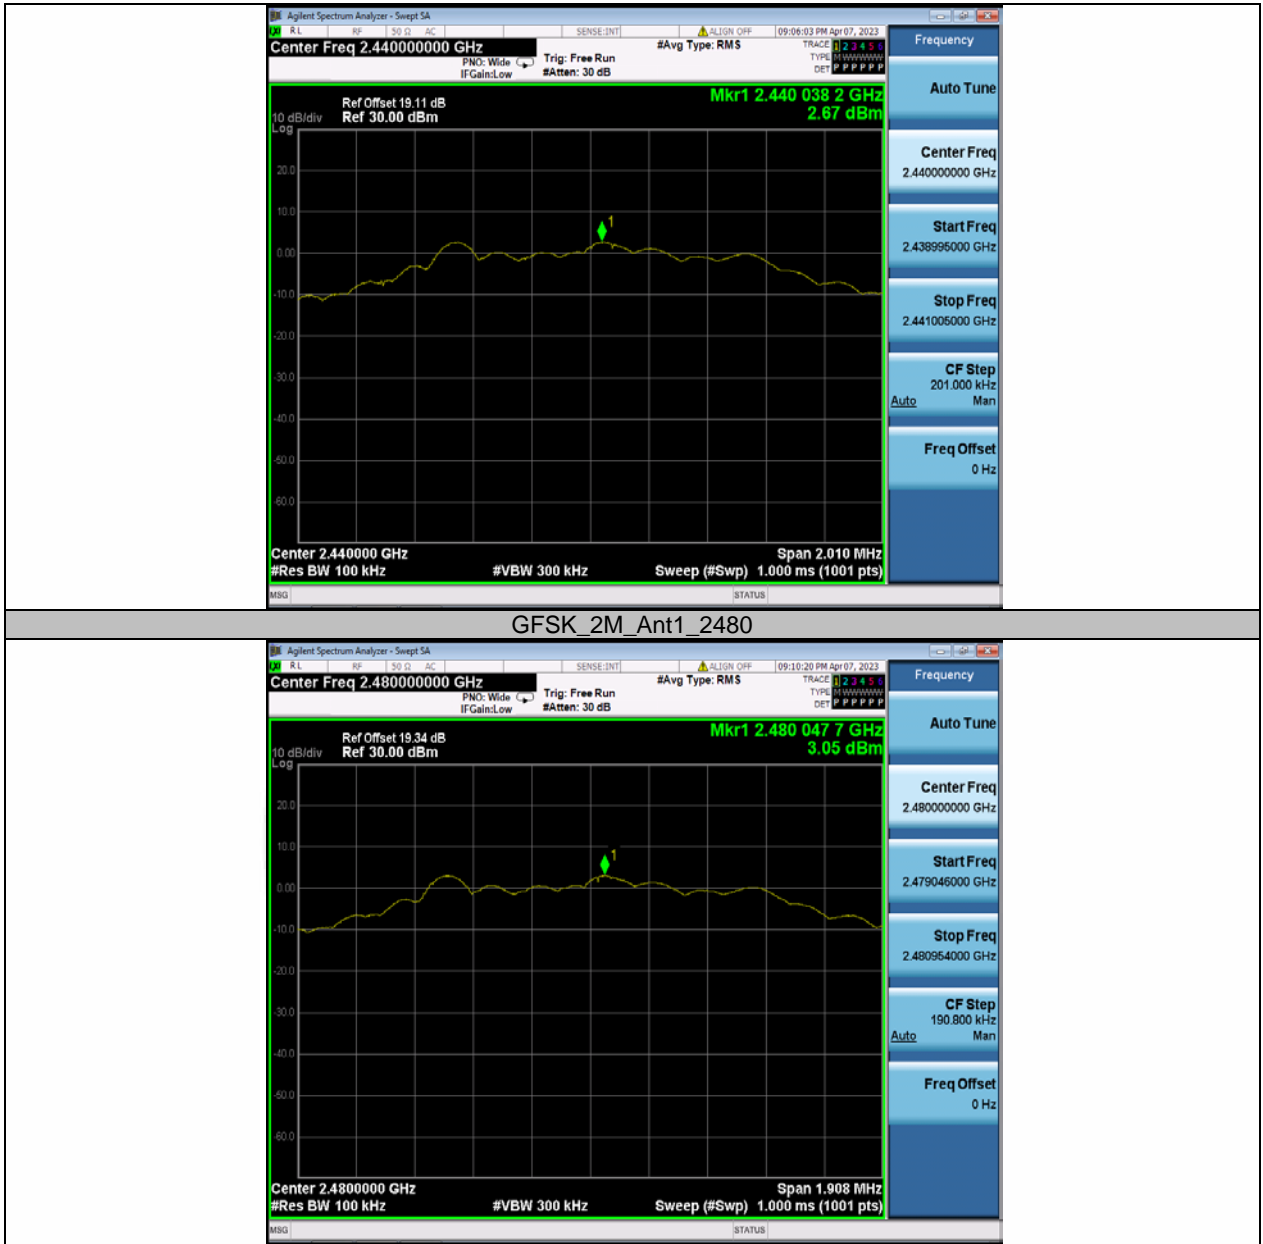 Agilent Spectrum Analyzer - Swept SA
RL RF 50 Ω AC SENSE:INT ALIGN OFF 09:06:03 PM Apr 07, 2023
Center Freq 2.440000000 GHz
PNO: Wide
IFGain:Low
Trig: Free Run
#Atten: 30 dB
#Avg Type: RMS
TRACE 1 2 3 4 5 6
TYPE M WWWWW
DET P P P P P P
Mkr1 2.440 038 2 GHz
2.67 dBm
Ref Offset 19.11 dB
10 dB/div Ref 30.00 dBm
Log
20.0
10.0
1
0.00
-10.0
-20.0
-30.0
-40.0
-50.0
-60.0
Center 2.440000 GHz Span 2.010 MHz
#Res BW 100 kHz #VBW 300 kHz Sweep (#Swp) 1.000 ms (1001 pts)
MSG STATUS
Frequency
Auto Tune
Center Freq
2.440000000 GHz
Start Freq
2.438995000 GHz
Stop Freq
2.441005000 GHz
CF Step
201.000 kHz
Auto Man
Freq Offset
0 Hz
GFSK_2M_Ant1_2480
Agilent Spectrum Analyzer - Swept SA
RL RF 50 Ω AC SENSE:INT ALIGN OFF 09:10:20 PM Apr 07, 2023
Center Freq 2.480000000 GHz
PNO: Wide
IFGain:Low
Trig: Free Run
#Atten: 30 dB
#Avg Type: RMS
TRACE 1 2 3 4 5 6
TYPE M WWWWW
DET P P P P P P
Mkr1 2.480 047 7 GHz
3.05 dBm
Ref Offset 19.34 dB
10 dB/div Ref 30.00 dBm
Log
20.0
10.0
1
0.00
-10.0
-20.0
-30.0
-40.0
-50.0
-60.0
Center 2.4800000 GHz Span 1.908 MHz
#Res BW 100 kHz #VBW 300 kHz Sweep (#Swp) 1.000 ms (1001 pts)
MSG STATUS
Frequency
Auto Tune
Center Freq
2.480000000 GHz
Start Freq
2.479046000 GHz
Stop Freq
2.480954000 GHz
CF Step
190.800 kHz
Auto Man
Freq Offset
0 Hz